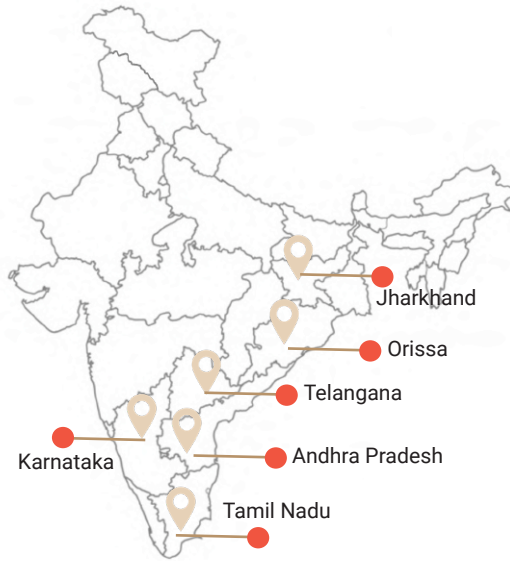 Jharkhand
Orissa
Telangana
Karnataka
Andhra Pradesh
Tamil Nadu